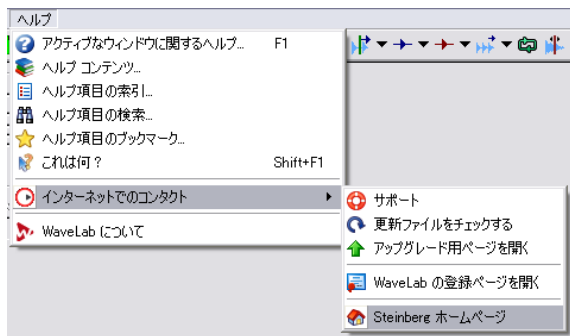 ヘルプ
アクティブなウィンドウに関するヘルプ... F1
ヘルプ コンテンツ...
ヘルプ項目の索引...
ヘルプ項目の検索...
ヘルプ項目のブックマーク...
これは何？ Shift+F1
インターネットでのコンタクト
WaveLab について
サポート
更新ファイルをチェックする
アップグレード用ページを開く
WaveLab の登録ページを開く
Steinberg ホームページ